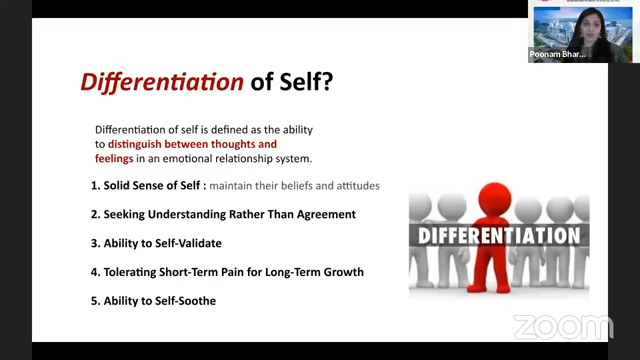 Poonam Bhar...
Differentiation of Self?
Differentiation of self is defined as the ability
to distinguish between thoughts and
feelings in an emotional relationship system.
1. Solid Sense of Self : maintain their beliefs and attitudes
2. Seeking Understanding Rather Than Agreement
3. Ability to Self-Validate
4. Tolerating Short-Term Pain for Long-Term Growth
5. Ability to Self-Soothe
DIFFERENTIATION
zoom